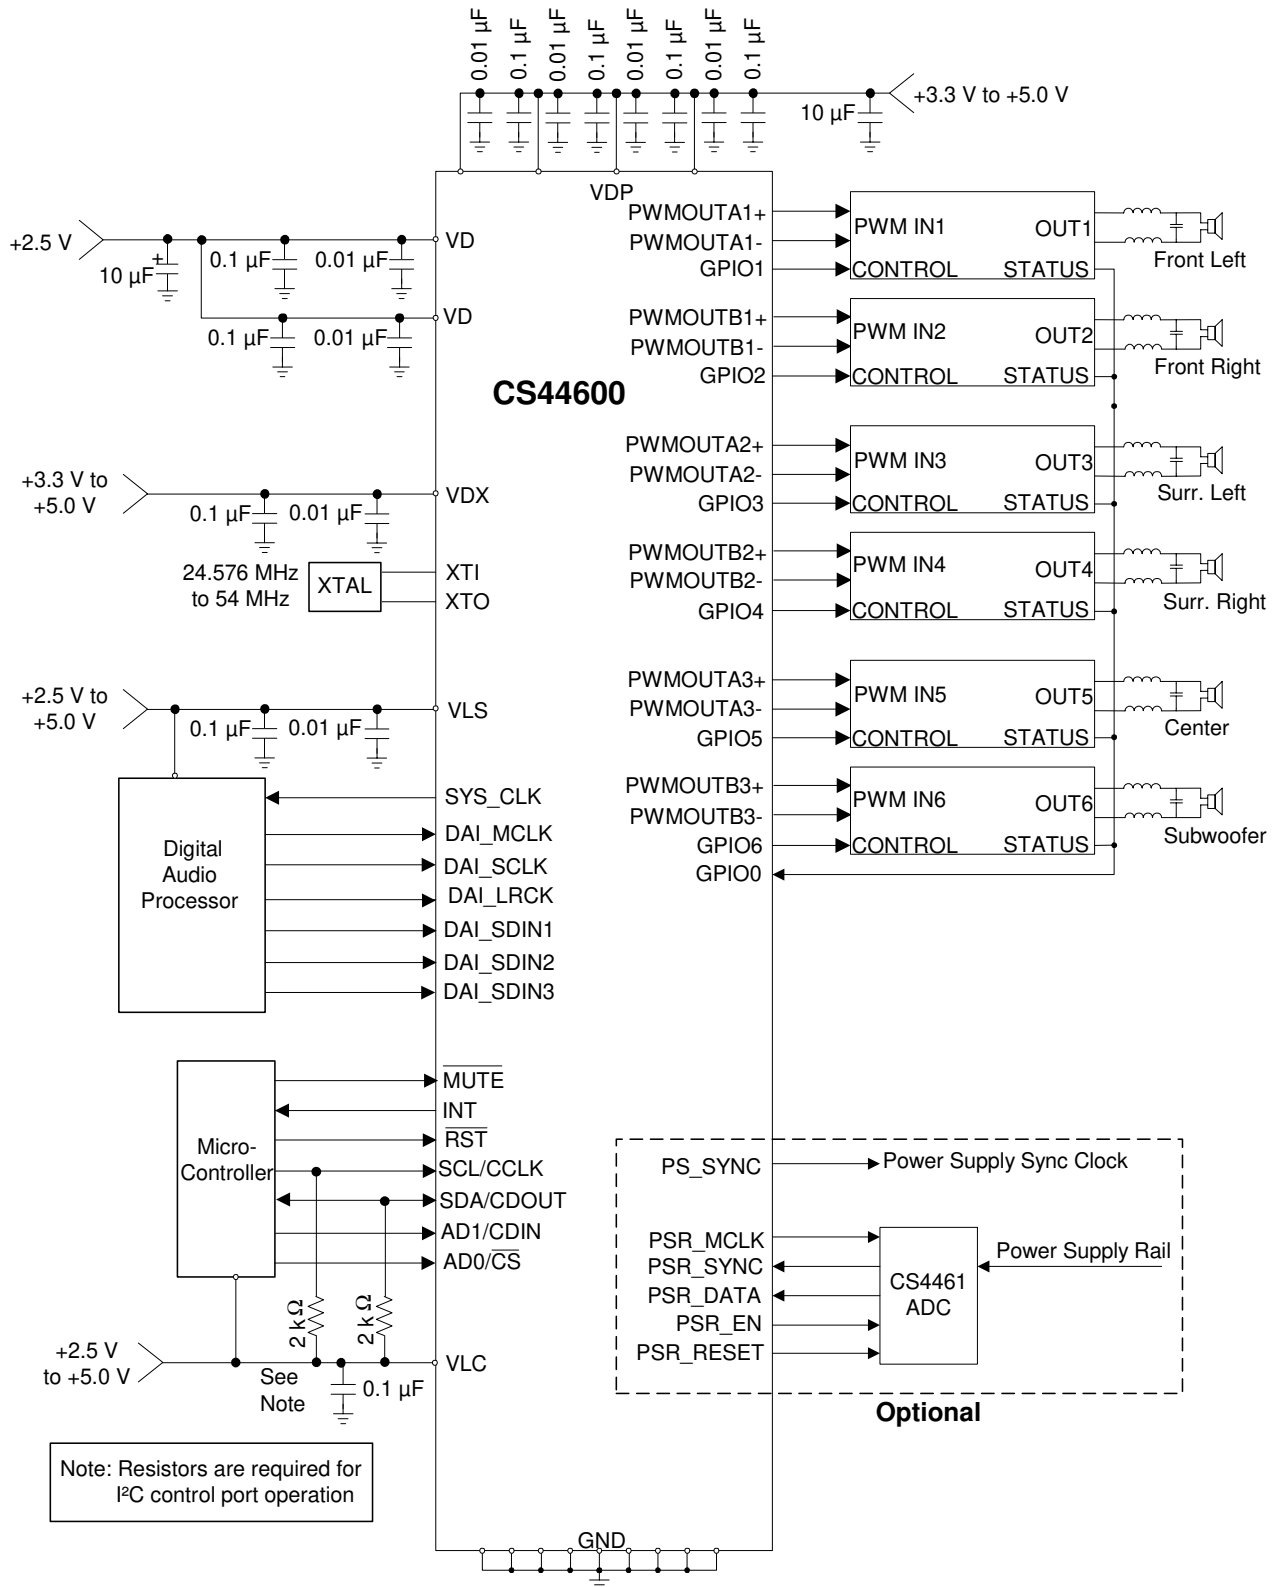 0.01 µF
0.1 µF
0.01 µF
0.1 µF
0.01 µF
0.1 µF
0.01 µF
0.1 µF
10 µF
+3.3 V to +5.0 V
VDP
+2.5 V
10 µF
+
0.1 µF
0.01 µF
VD
0.1 µF
0.01 µF
VD
CS44600
+3.3 V to
+5.0 V
0.1 µF
0.01 µF
VDX
24.576 MHz
to 54 MHz
XTAL
XTI
XTO
+2.5 V to
+5.0 V
0.1 µF
0.01 µF
VLS
Digital
Audio
Processor
SYS_CLK
DAI_MCLK
DAI_SCLK
DAI_LRCK
DAI_SDIN1
DAI_SDIN2
DAI_SDIN3
Micro-
Controller
MUTE
INT
RST
SCL/CCLK
SDA/CDOUT
AD1/CDIN
AD0/CS
2 kΩ
2 kΩ
+2.5 V
to +5.0 V
See
Note
0.1 µF
VLC
Note: Resistors are required for
I²C control port operation
PWMOUTA1+
PWMOUTA1-
GPIO1
PWM IN1
OUT1
CONTROL
STATUS
Front Left
PWMOUTB1+
PWMOUTB1-
GPIO2
PWM IN2
OUT2
CONTROL
STATUS
Front Right
PWMOUTA2+
PWMOUTA2-
GPIO3
PWM IN3
OUT3
CONTROL
STATUS
Surr. Left
PWMOUTB2+
PWMOUTB2-
GPIO4
PWM IN4
OUT4
CONTROL
STATUS
Surr. Right
PWMOUTA3+
PWMOUTA3-
GPIO5
PWM IN5
OUT5
CONTROL
STATUS
Center
PWMOUTB3+
PWMOUTB3-
GPIO6
PWM IN6
OUT6
CONTROL
STATUS
Subwoofer
GPIO0
PS_SYNC
Power Supply Sync Clock
PSR_MCLK
PSR_SYNC
PSR_DATA
PSR_EN
PSR_RESET
CS4461
ADC
Power Supply Rail
Optional
GND